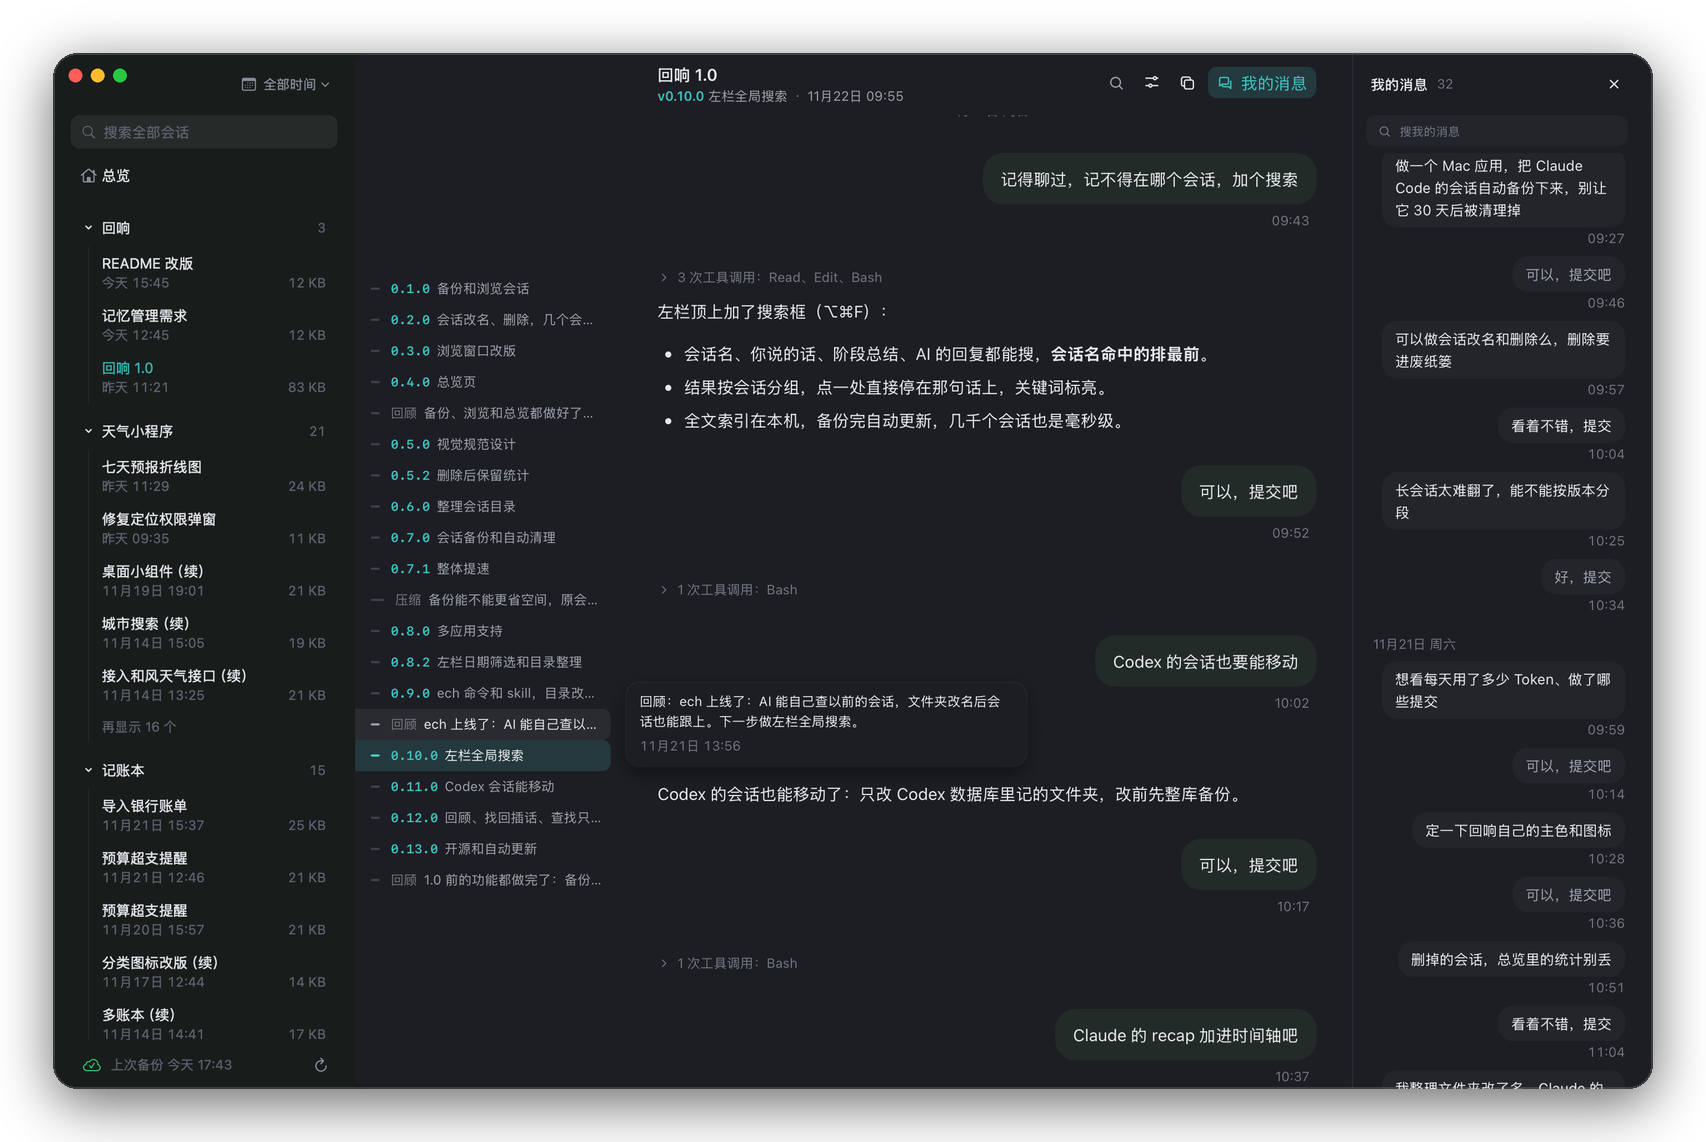 全部时间
搜索全部会话
总览
回响 3
README 改版
今天 15:45 12 KB
记忆管理需求
今天 12:45 12 KB
回响 1.0
昨天 11:21 83 KB
天气小程序 21
七天预报折线图
昨天 11:29 24 KB
修复定位权限弹窗
昨天 09:35 11 KB
桌面小组件 (续)
11月19日 19:01 21 KB
城市搜索 (续)
11月14日 15:05 19 KB
接入和风天气接口 (续)
11月14日 13:25 21 KB
再显示 16 个
记账本 15
导入银行账单
11月21日 15:37 25 KB
预算超支提醒
11月21日 12:46 21 KB
预算超支提醒
11月20日 15:57 21 KB
分类图标改版 (续)
11月17日 12:44 14 KB
多账本 (续)
11月14日 14:41 17 KB
上次备份 今天 17:43
0.1.0 备份和浏览会话
0.2.0 会话改名、删除，几个会...
0.3.0 浏览窗口改版
0.4.0 总览页
回顾 备份、浏览和总览都做好了...
0.5.0 视觉规范设计
0.5.2 删除后保留统计
0.6.0 整理会话目录
0.7.0 会话备份和自动清理
0.7.1 整体提速
压缩 备份能不能更省空间，原会...
0.8.0 多应用支持
0.8.2 左栏日期筛选和目录整理
0.9.0 ech 命令和 skill，目录改...
回顾 ech 上线了：AI 能自己查以...
0.10.0 左栏全局搜索
0.11.0 Codex 会话能移动
0.12.0 回顾、找回插话、查找只...
0.13.0 开源和自动更新
回顾 1.0 前的功能都做完了：备份...
回响 1.0
v0.10.0 左栏全局搜索 · 11月22日 09:55
我的消息
记得聊过，记不得在哪个会话，加个搜索
09:43
3 次工具调用：Read、Edit、Bash
左栏顶上加了搜索框（⌥⌘F）：
• 会话名、你说的话、阶段总结、AI 的回复都能搜，会话名命中的排最前。
• 结果按会话分组，点一处直接停在那句话上，关键词标亮。
• 全文索引在本机，备份完自动更新，几千个会话也是毫秒级。
可以，提交吧
09:52
1 次工具调用：Bash
Codex 的会话也要能移动
10:02
回顾：ech 上线了：AI 能自己查以前的会话，文件夹改名后会
话也能跟上。下一步做左栏全局搜索。
11月21日 13:56
Codex 的会话也能移动了：只改 Codex 数据库里记的文件夹，改前先整库备份。
可以，提交吧
10:17
1 次工具调用：Bash
Claude 的 recap 加进时间轴吧
10:37
我的消息 32
搜我的消息
做一个 Mac 应用，把 Claude
Code 的会话自动备份下来，别让
它 30 天后被清理掉
09:27
可以，提交吧
09:46
可以做会话改名和删除么，删除要
进废纸篓
09:57
看着不错，提交
10:04
长会话太难翻了，能不能按版本分
段
10:25
好，提交
10:34
11月21日 周六
想看每天用了多少 Token、做了哪
些提交
09:59
可以，提交吧
10:14
定一下回响自己的主色和图标
10:28
可以，提交吧
10:36
删掉的会话，总览里的统计别丢
10:51
看着不错，提交
11:04
我整理文件夹改了名，Claude 的